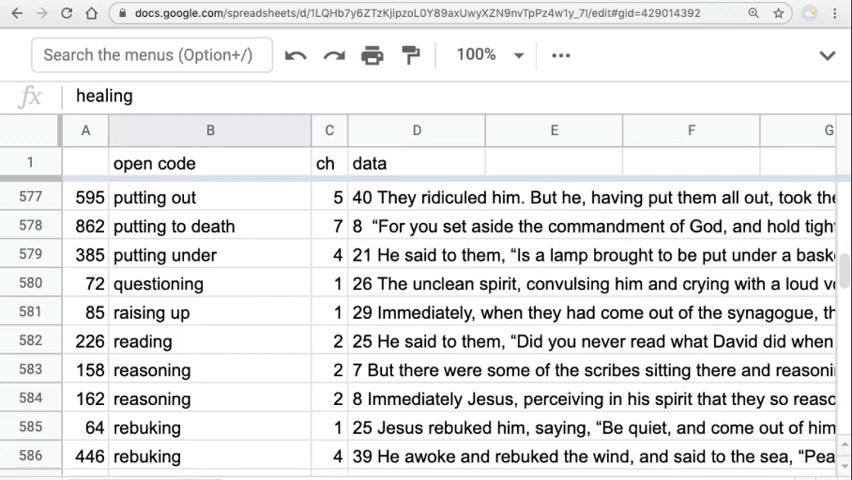 docs.google.com/spreadsheets/d/1LQHb7y6ZTzKjipzoL0Y89axUwyXZN9nvTpPz4w1y_7I/edit#gid=429014392
Search the menus (Option+/) 100%
fx healing
A B C D E F G
1 open code ch data
577 595 putting out 5 40 They ridiculed him. But he, having put them all out, took the
578 862 putting to death 7 8 “For you set aside the commandment of God, and hold tigh
579 385 putting under 4 21 He said to them, “Is a lamp brought to be put under a bask
580 72 questioning 1 26 The unclean spirit, convulsing him and crying with a loud vo
581 85 raising up 1 29 Immediately, when they had come out of the synagogue, th
582 226 reading 2 25 He said to them, “Did you never read what David did when
583 158 reasoning 2 7 But there were some of the scribes sitting there and reasoni
584 162 reasoning 2 8 Immediately Jesus, perceiving in his spirit that they so reaso
585 64 rebuking 1 25 Jesus rebuked him, saying, “Be quiet, and come out of him
586 446 rebuking 4 39 He awoke and rebuked the wind, and said to the sea, “Pea